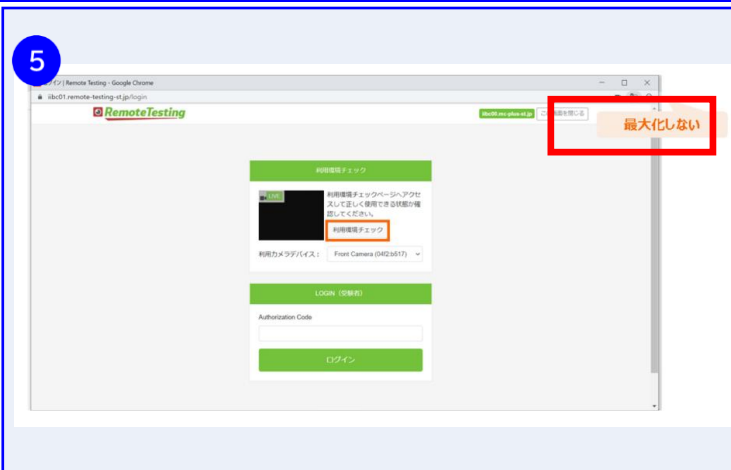 5
| Remote Testing - Google Chrome
iibc01.remote-testing-st.jp/login
RemoteTesting
最大化しない
利用環境チェック
LIVE
利用環境チェックページへアクセ
スして正しく使用できる状態か確
認してください。
利用環境チェック
利用カメラデバイス：
Front Camera (04f2:b517)
LOGIN（受験者）
Authorization Code
ログイン